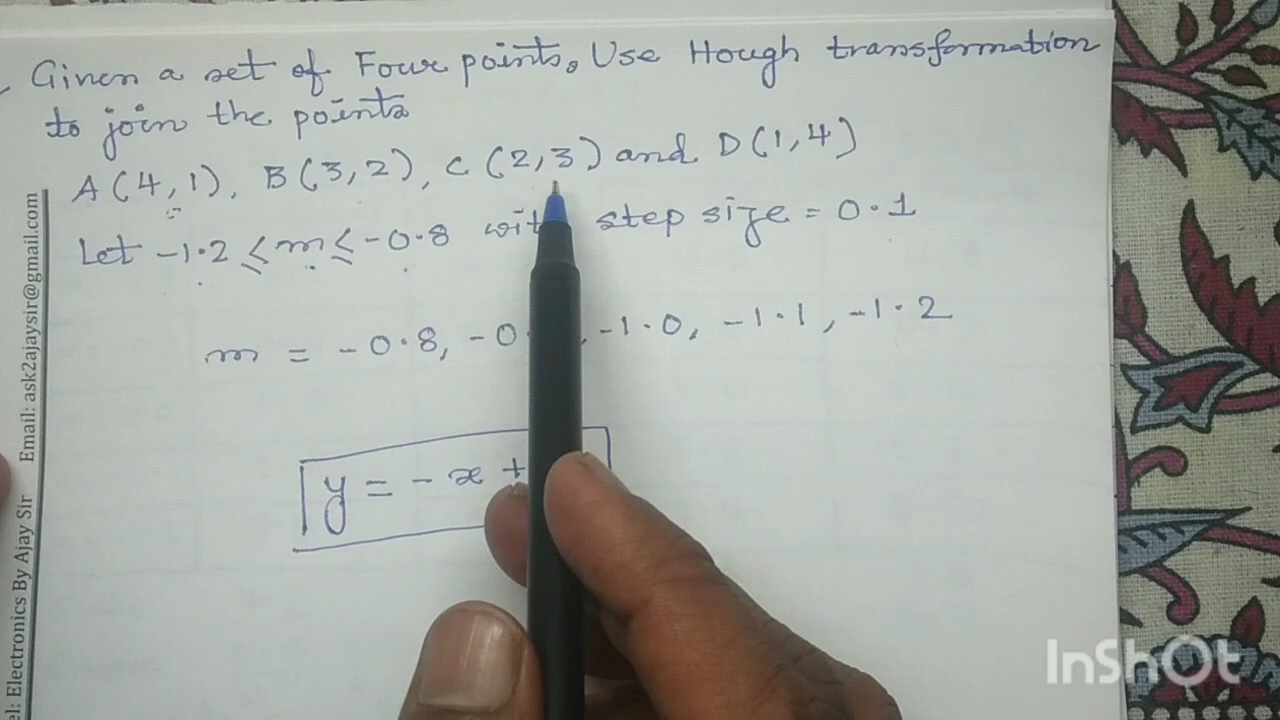 Given a set of Four points, Use Hough transformation
to join the points
A (4, 1), B (3, 2), C (2, 3) and D (1, 4)
Let -1.2 ≤ m ≤ -0.8 step size = 0.1
m = -0.8, -1.0, -1.1, -1.2
y = - x +
el: Electronics By Ajay Sir Email: ask2ajaysir@gmail.com
InShOt